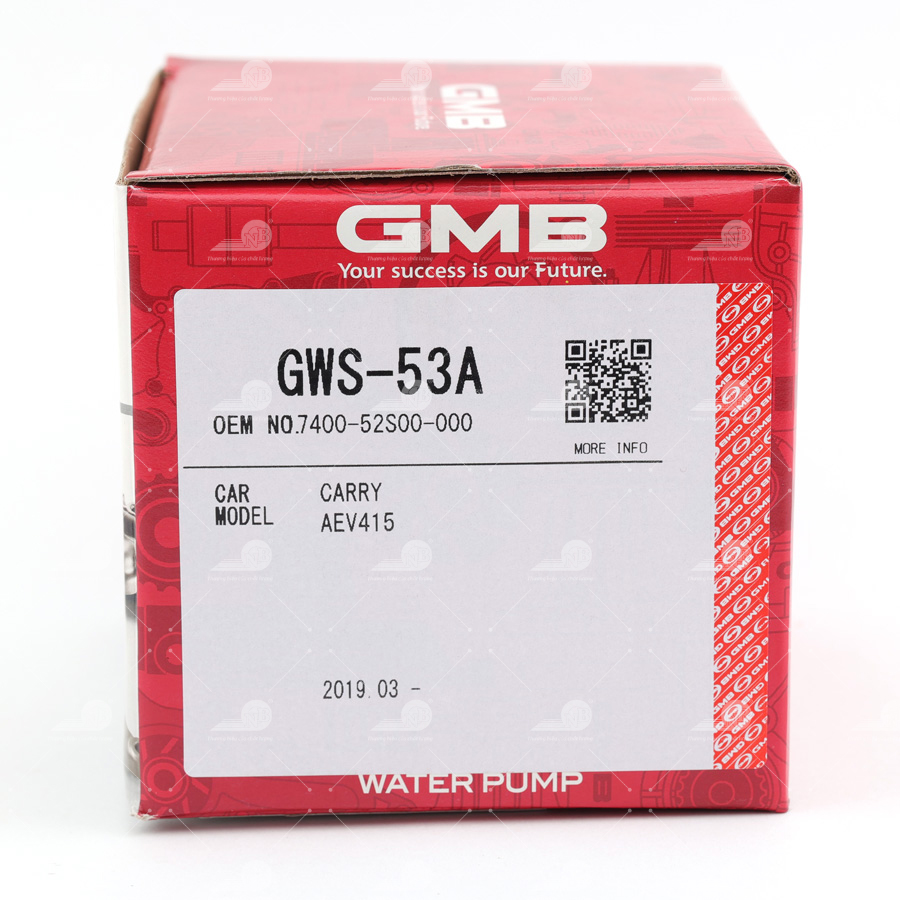 GMB
GMB
Your success is our Future.
GWS-53A
OEM NO.7400-52S00-000
MORE INFO
CAR MODEL
CARRY
AEV415
2019.03 -
WATER PUMP